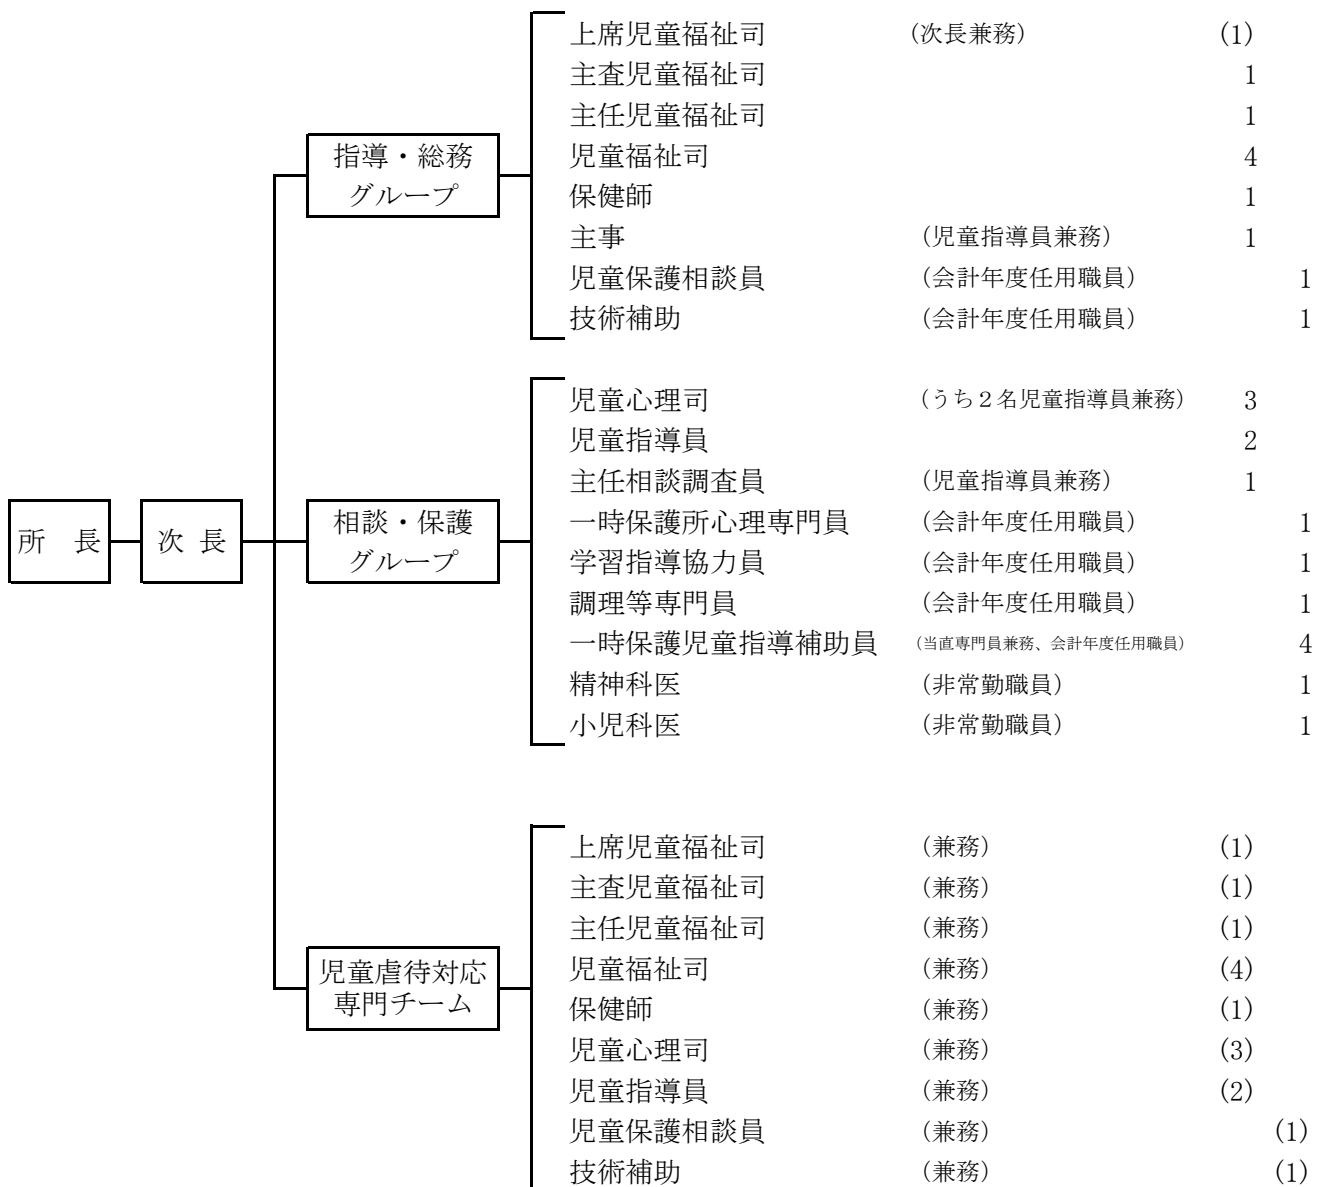 所　長
次 長
指導・総務
グループ
上席児童福祉司 (次長兼務) (1)
主査児童福祉司 1
主任児童福祉司 1
児童福祉司 4
保健師 1
主事 (児童指導員兼務) 1
児童保護相談員 (会計年度任用職員) 1
技術補助 (会計年度任用職員) 1
相談・保護
グループ
児童心理司 (うち２名児童指導員兼務) 3
児童指導員 2
主任相談調査員 (児童指導員兼務) 1
一時保護所心理専門員 (会計年度任用職員) 1
学習指導協力員 (会計年度任用職員) 1
調理等専門員 (会計年度任用職員) 1
一時保護児童指導補助員 (当直専門員兼務、会計年度任用職員) 4
精神科医 (非常勤職員) 1
小児科医 (非常勤職員) 1
児童虐待対応
専門チーム
上席児童福祉司 (兼務) (1)
主査児童福祉司 (兼務) (1)
主任児童福祉司 (兼務) (1)
児童福祉司 (兼務) (4)
保健師 (兼務) (1)
児童心理司 (兼務) (3)
児童指導員 (兼務) (2)
児童保護相談員 (兼務) (1)
技術補助 (兼務) (1)